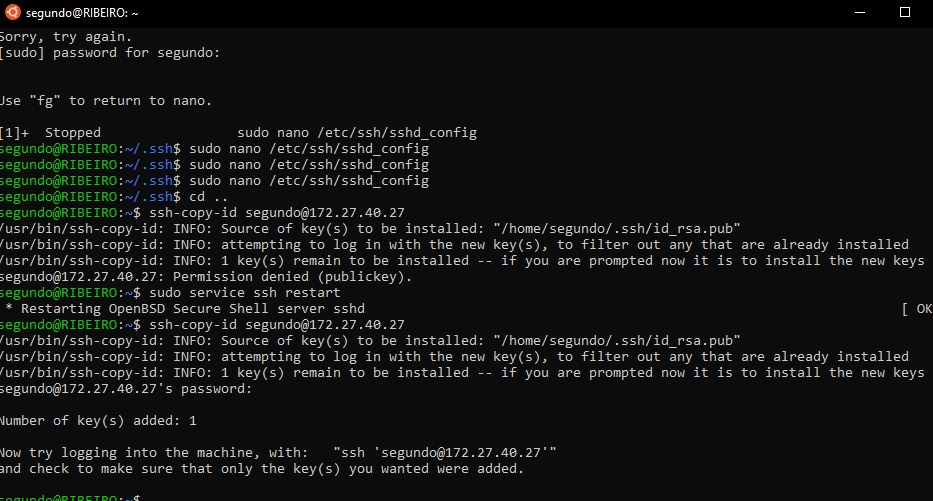 segundo@RIBEIRO: ~
Sorry, try again.
[sudo] password for segundo:
Use "fg" to return to nano.
[1]+  Stopped                 sudo nano /etc/ssh/sshd_config
segundo@RIBEIRO:~/.ssh$ sudo nano /etc/ssh/sshd_config
segundo@RIBEIRO:~/.ssh$ sudo nano /etc/ssh/sshd_config
segundo@RIBEIRO:~/.ssh$ sudo nano /etc/ssh/sshd_config
segundo@RIBEIRO:~/.ssh$ cd ..
segundo@RIBEIRO:~$ ssh-copy-id segundo@172.27.40.27
/usr/bin/ssh-copy-id: INFO: Source of key(s) to be installed: "/home/segundo/.ssh/id_rsa.pub"
/usr/bin/ssh-copy-id: INFO: attempting to log in with the new key(s), to filter out any that are already installed
/usr/bin/ssh-copy-id: INFO: 1 key(s) remain to be installed -- if you are prompted now it is to install the new keys
segundo@172.27.40.27: Permission denied (publickey).
segundo@RIBEIRO:~$ sudo service ssh restart
 * Restarting OpenBSD Secure Shell server sshd                                                                  [ OK
segundo@RIBEIRO:~$ ssh-copy-id segundo@172.27.40.27
/usr/bin/ssh-copy-id: INFO: Source of key(s) to be installed: "/home/segundo/.ssh/id_rsa.pub"
/usr/bin/ssh-copy-id: INFO: attempting to log in with the new key(s), to filter out any that are already installed
/usr/bin/ssh-copy-id: INFO: 1 key(s) remain to be installed -- if you are prompted now it is to install the new keys
segundo@172.27.40.27's password:
Number of key(s) added: 1
Now try logging into the machine, with:   "ssh 'segundo@172.27.40.27'"
and check to make sure that only the key(s) you wanted were added.
segundo@RIBEIRO:~$